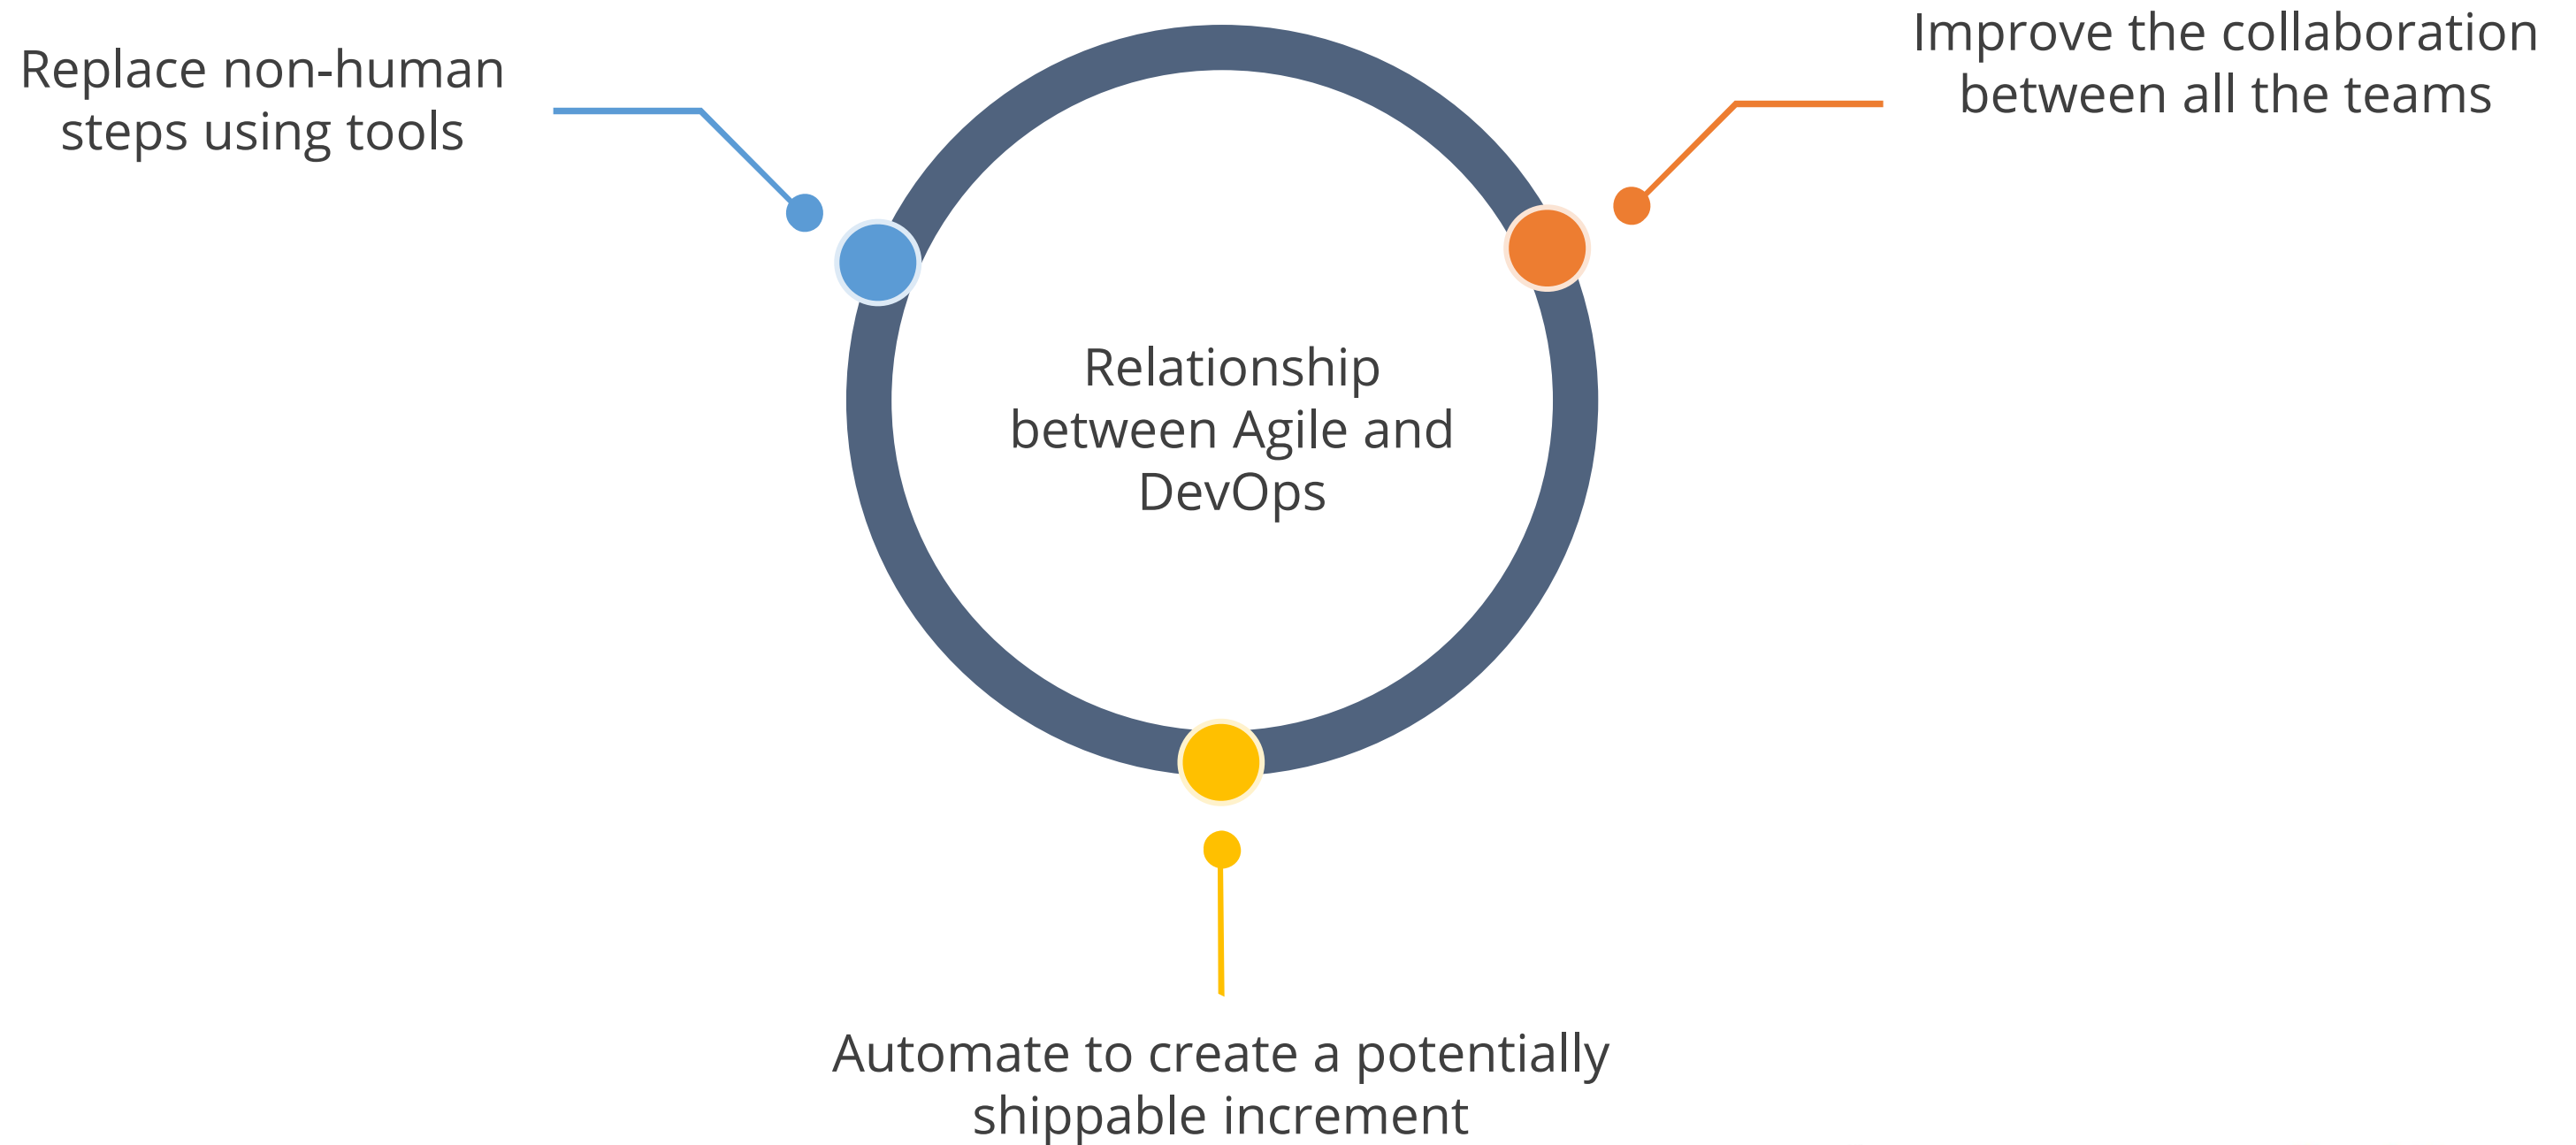 Replace non-human
steps using tools
Improve the collaboration
between all the teams
Relationship
between Agile and
DevOps
Automate to create a potentially
shippable increment